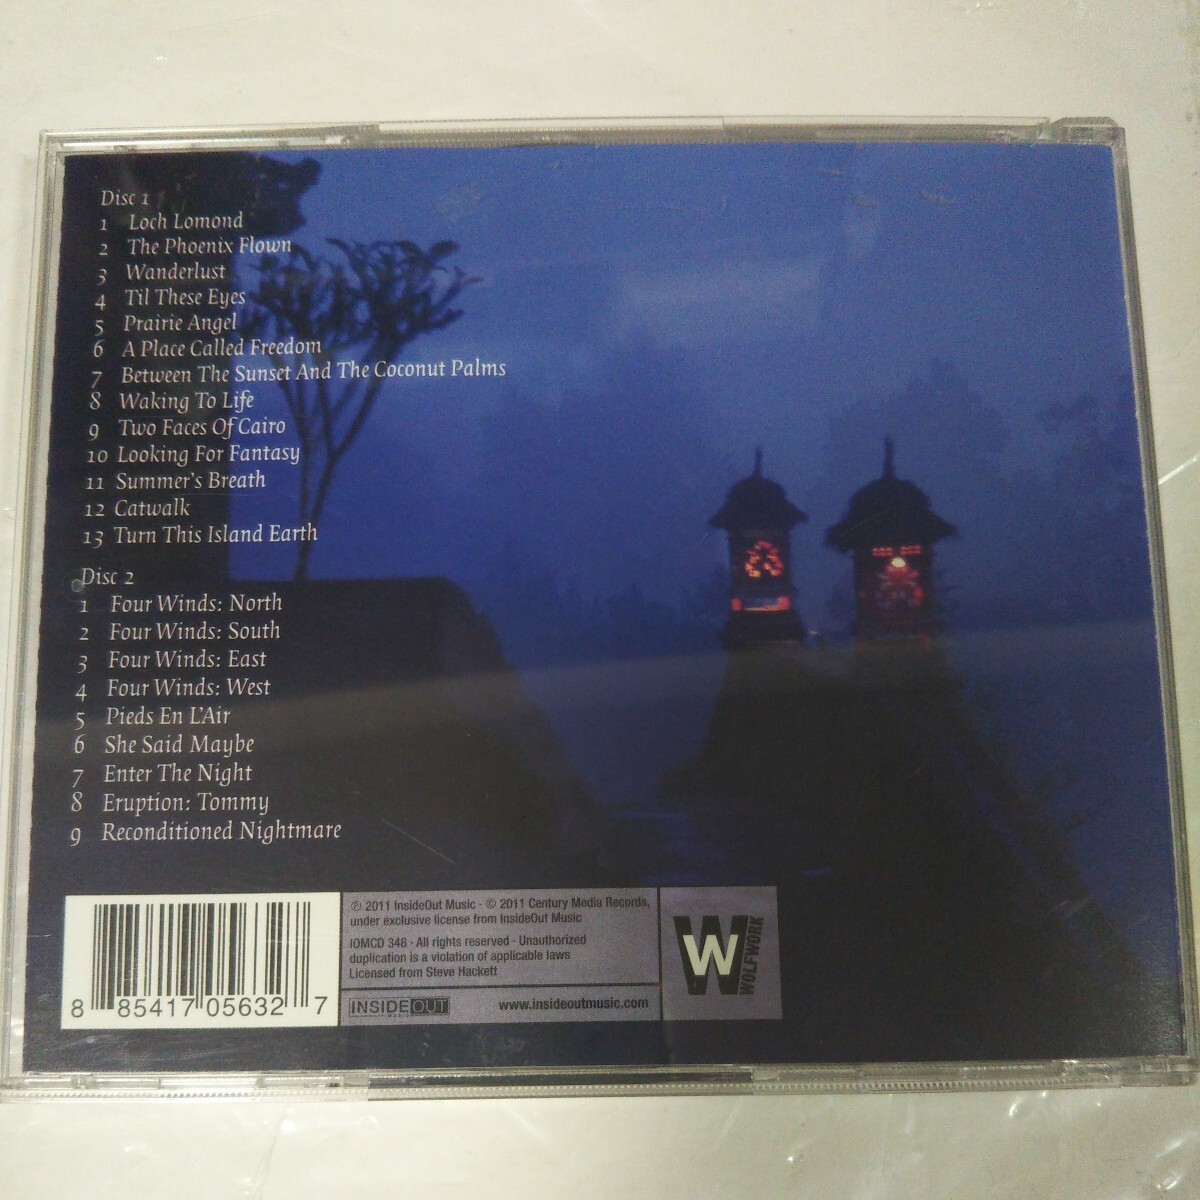 Disc 1
1 Loch Lomond
2 The Phoenix Flown
3 Wanderlust
4 Til These Eyes
5 Prairie Angel
6 A Place Called Freedom
7 Between The Sunset And The Coconut Palms
8 Waking To Life
9 Two Faces Of Cairo
10 Looking For Fantasy
11 Summer's Breath
12 Catwalk
13 Turn This Island Earth
Disc 2
1 Four Winds: North
2 Four Winds: South
3 Four Winds: East
4 Four Winds: West
5 Pieds En L'Air
6 She Said Maybe
7 Enter The Night
8 Eruption: Tommy
9 Reconditioned Nightmare
8 85417 05632 7
℗ 2011 InsideOut Music · © 2011 Century Media Records,
under exclusive license from InsideOut Music
IOMCD 348 · All rights reserved · Unauthorized
duplication is a violation of applicable laws
Licensed from Steve Hackett
INSIDEOUT
MUSIC
www.insideoutmusic.com
W
WOLFWORK